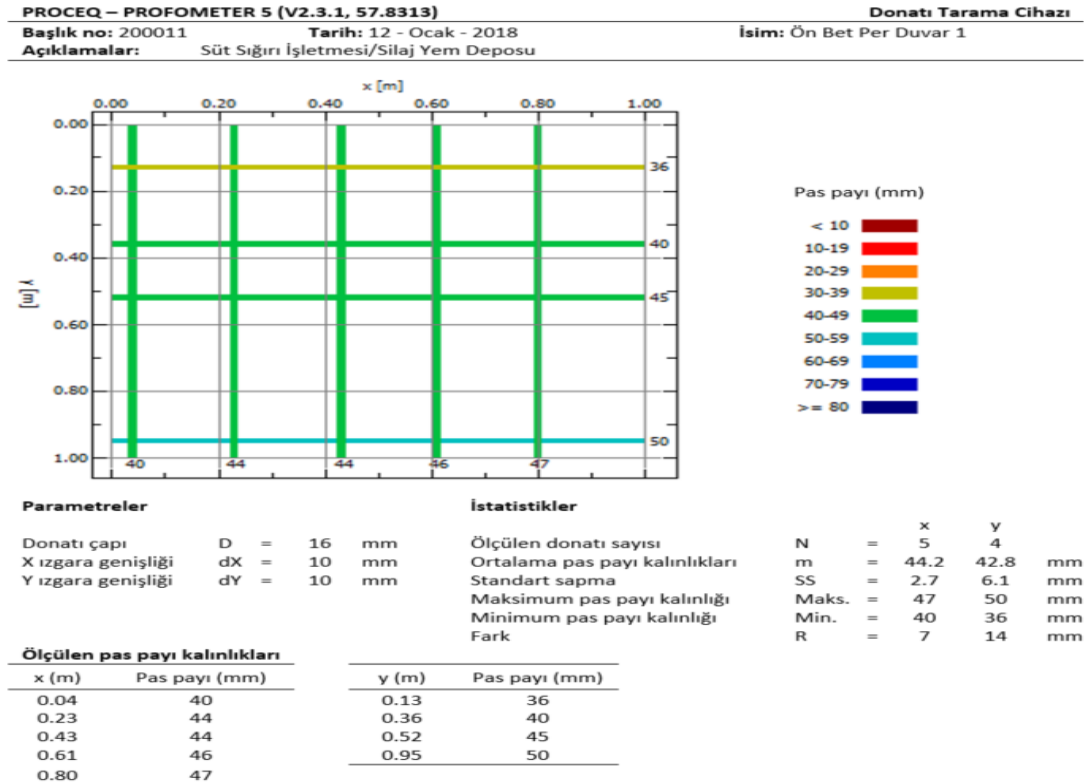 PROCEQ – PROFOMETER 5 (V2.3.1, 57.8313) Donatı Tarama Cihazı
Başlık no: 200011 Tarih: 12 - Ocak - 2018 İsim: Ön Bet Per Duvar 1
Açıklamalar: Süt Sığırı İşletmesi/Silaj Yem Deposu
x [m]
0.00 0.20 0.40 0.60 0.80 1.00
0.00
36
0.20
40
0.40
y [m]
45
0.60
0.80
50
1.00
40 44 44 46 47
Pas payı (mm)
< 10
10-19
20-29
30-39
40-49
50-59
60-69
70-79
>= 80
Parametreler
Donatı çapı D = 16 mm
X ızgara genişliği dX = 10 mm
Y ızgara genişliği dY = 10 mm
İstatistikler
x y
Ölçülen donatı sayısı N = 5 4
Ortalama pas payı kalınlıkları m = 44.2 42.8 mm
Standart sapma SS = 2.7 6.1 mm
Maksimum pas payı kalınlığı Maks. = 47 50 mm
Minimum pas payı kalınlığı Min. = 40 36 mm
Fark R = 7 14 mm
Ölçülen pas payı kalınlıkları
x (m) Pas payı (mm) y (m) Pas payı (mm)
0.04 40 0.13 36
0.23 44 0.36 40
0.43 44 0.52 45
0.61 46 0.95 50
0.80 47